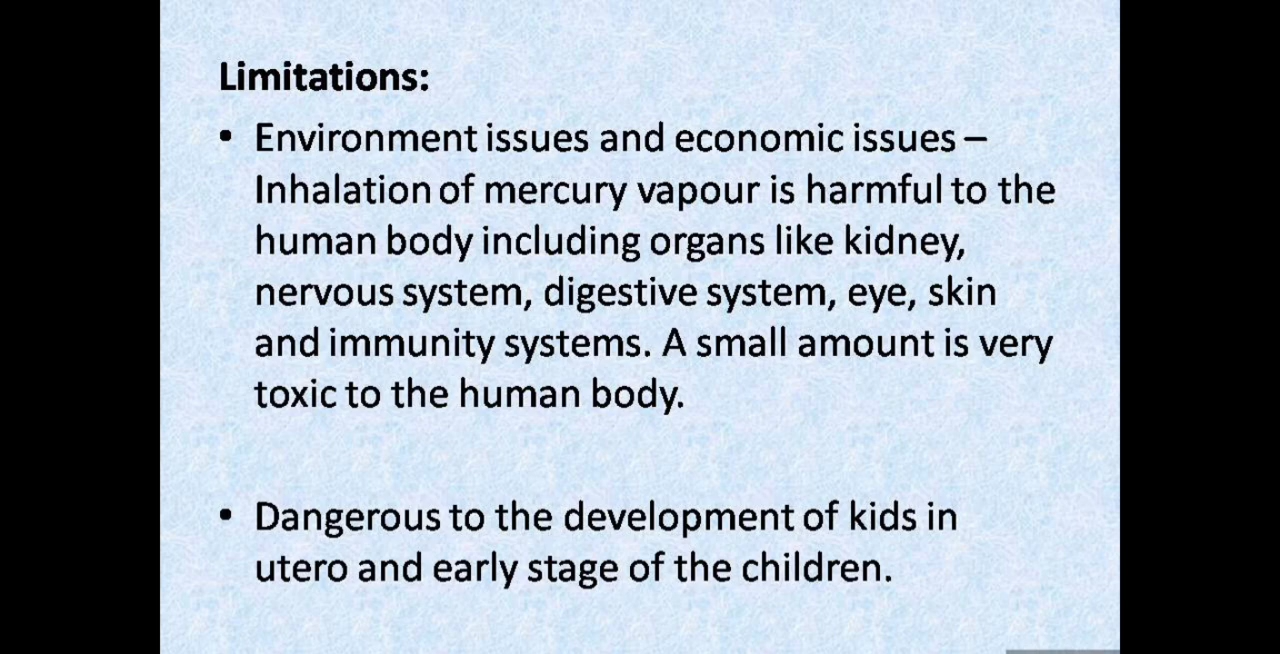 Limitations:
• Environment issues and economic issues –
Inhalation of mercury vapour is harmful to the
human body including organs like kidney,
nervous system, digestive system, eye, skin
and immunity systems. A small amount is very
toxic to the human body.
• Dangerous to the development of kids in
utero and early stage of the children.